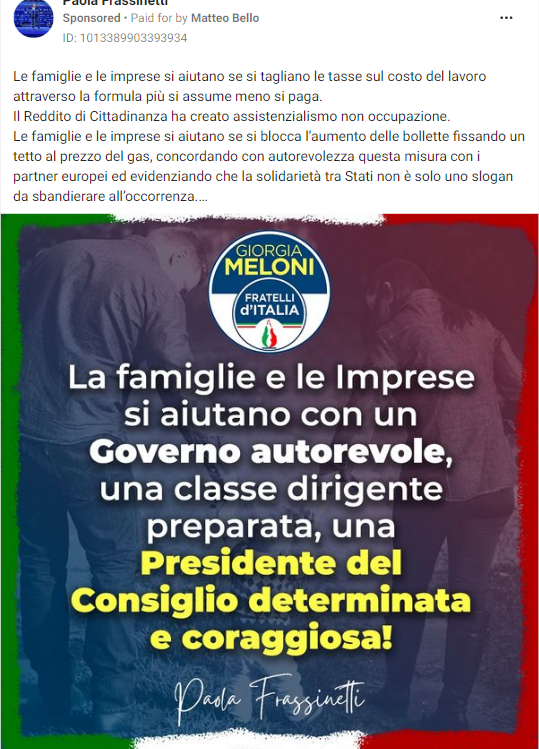 Paola Frassinetti
Sponsored • Paid for by Matteo Bello
ID: 1013389903393934
Le famiglie e le imprese si aiutano se si tagliano le tasse sul costo del lavoro
attraverso la formula più si assume meno si paga.
Il Reddito di Cittadinanza ha creato assistenzialismo non occupazione.
Le famiglie e le imprese si aiutano se si blocca l'aumento delle bollette fissando un
tetto al prezzo del gas, concordando con autorevolezza questa misura con i
partner europei ed evidenziando che la solidarietà tra Stati non è solo uno slogan
da sbandierare all'occorrenza....
GIORGIA
MELONI
FRATELLI
d'ITALIA
La famiglie e le Imprese
si aiutano con un
Governo autorevole,
una classe dirigente
preparata, una
Presidente del
Consiglio determinata
e coraggiosa!
Paola Frassinetti